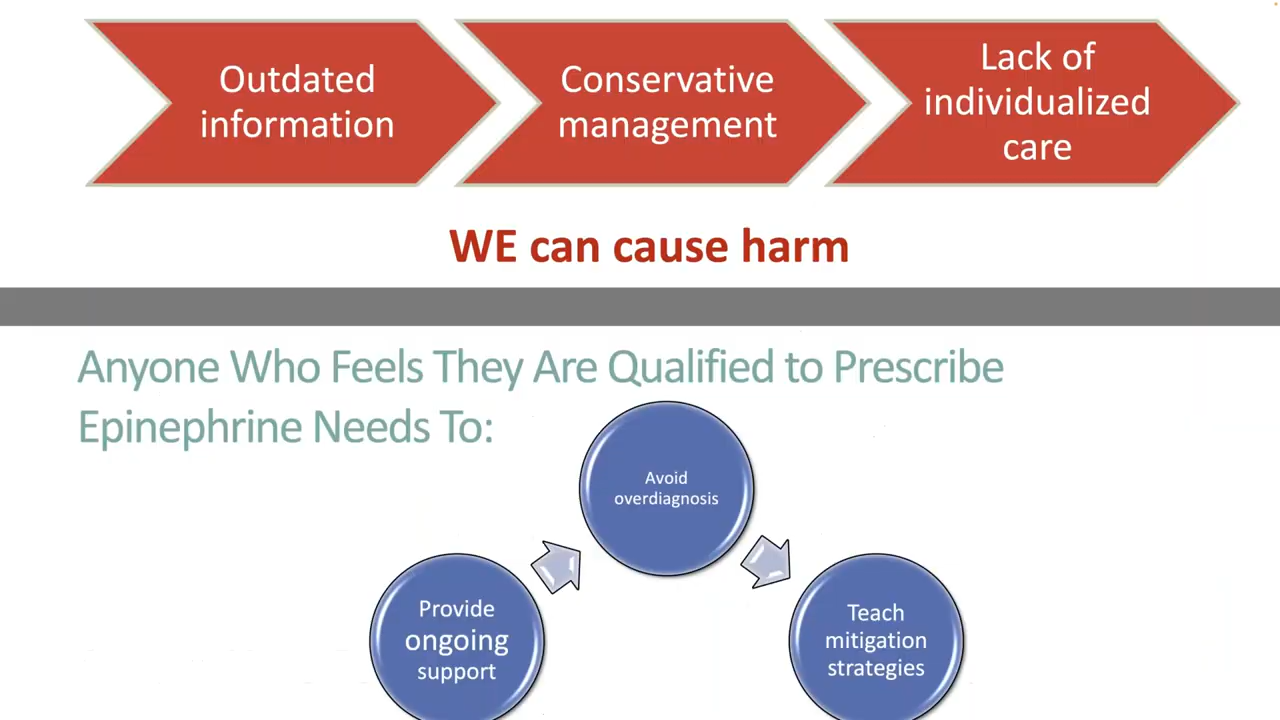 Outdated
information
Conservative
management
Lack of
individualized
care
WE can cause harm
Anyone Who Feels They Are Qualified to Prescribe
Epinephrine Needs To:
Avoid
overdiagnosis
Provide
ongoing
support
Teach
mitigation
strategies